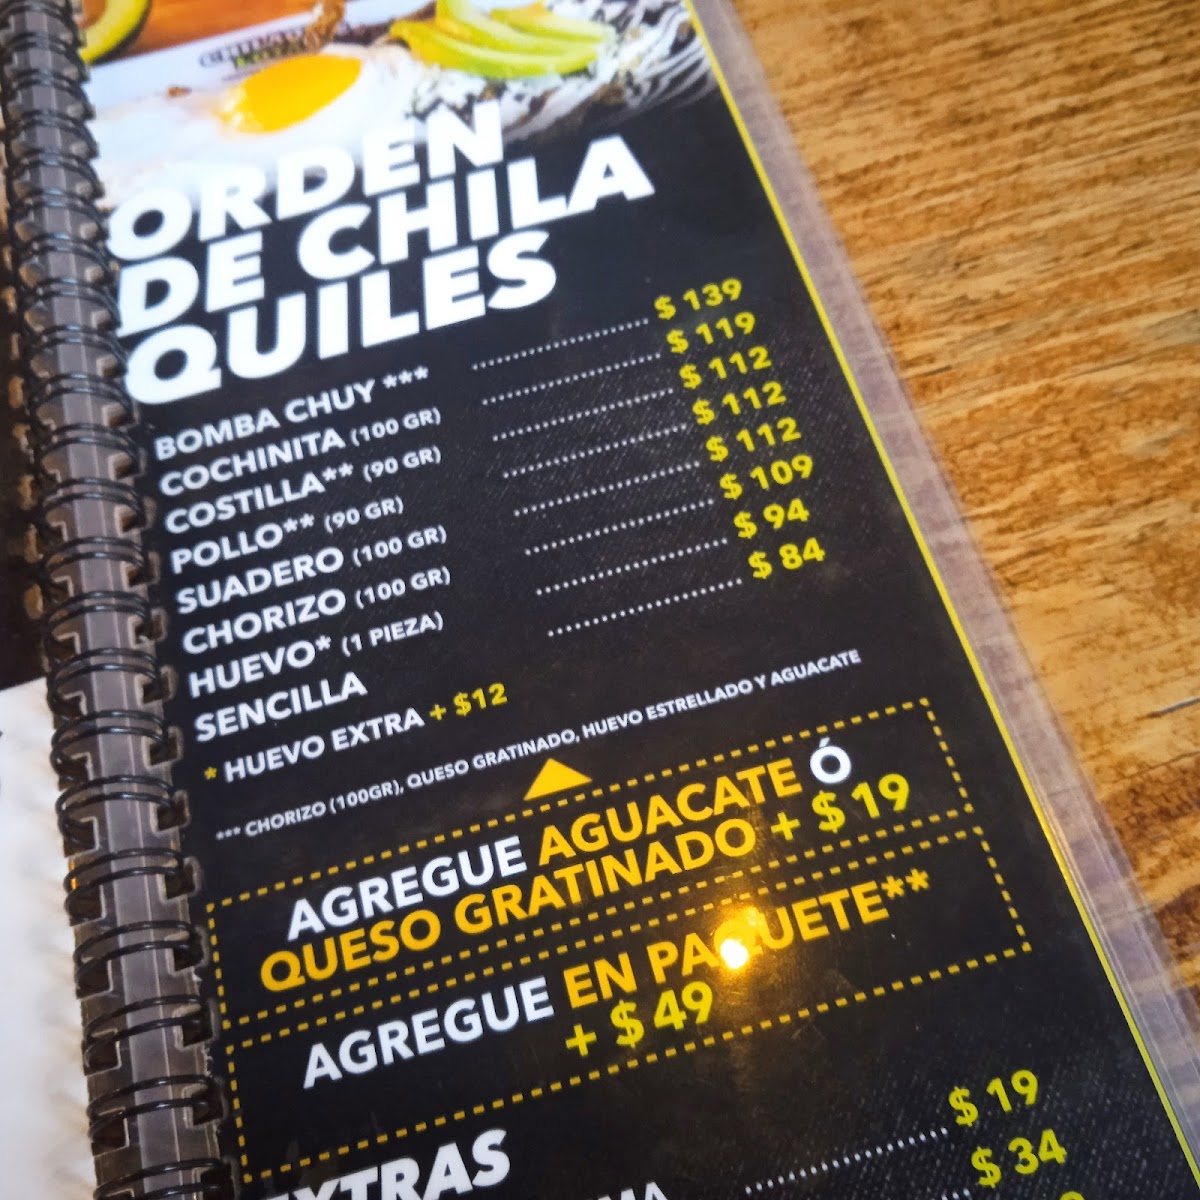 ORDEN
DE CHILA
QUILES
BOMBA CHUY *** $ 139
COCHINITA (100 GR) $ 119
COSTILLA** (90 GR) $ 112
POLLO** (90 GR) $ 112
SUADERO (100 GR) $ 112
CHORIZO (100 GR) $ 109
HUEVO* (1 PIEZA) $ 94
SENCILLA $ 84
* HUEVO EXTRA + $12
*** CHORIZO (100GR), QUESO GRATINADO, HUEVO ESTRELLADO Y AGUACATE
AGREGUE AGUACATE Ó
QUESO GRATINADO + $ 19
AGREGUE EN PAQUETE**
+ $ 49
EXTRAS
$ 19
$ 34